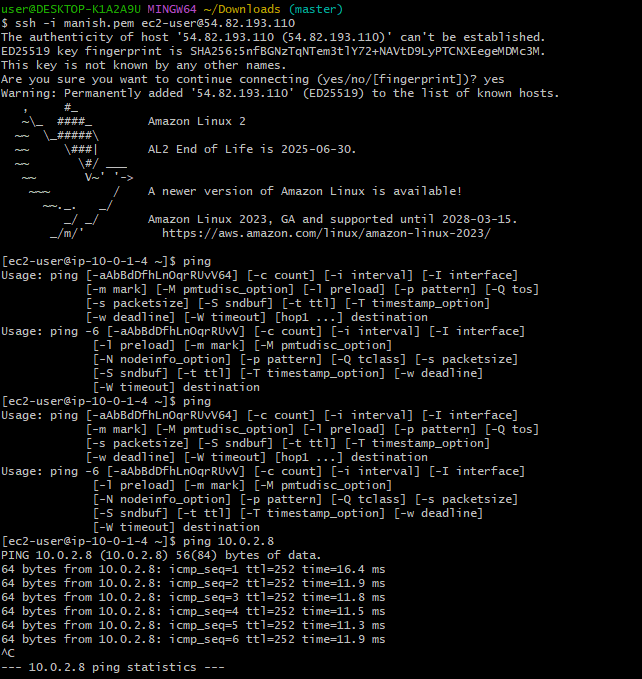 user@DESKTOP-K1A2A9U MINGW64 ~/Downloads (master)
$ ssh -i manish.pem ec2-user@54.82.193.110
The authenticity of host '54.82.193.110 (54.82.193.110)' can't be established.
ED25519 key fingerprint is SHA256:5nfBGNzTqNTem3tlY72+NAVtD9LyPTCNXEegeMDMc3M.
This key is not known by any other names.
Are you sure you want to continue connecting (yes/no/[fingerprint])? yes
Warning: Permanently added '54.82.193.110' (ED25519) to the list of known hosts.
   ,     #_
   ~\_  ####_        Amazon Linux 2
  ~~  \_#####\
  ~~     \###|       AL2 End of Life is 2025-06-30.
  ~~       \#/ ___
   ~~       V~' '->
    ~~~         /    A newer version of Amazon Linux is available!
      ~~._.   _/
         _/ _/       Amazon Linux 2023, GA and supported until 2028-03-15.
       _/m/'           https://aws.amazon.com/linux/amazon-linux-2023/
[ec2-user@ip-10-0-1-4 ~]$ ping
Usage: ping [-aAbBdDfhLnOqrRUvV64] [-c count] [-i interval] [-I interface]
            [-m mark] [-M pmtudisc_option] [-l preload] [-p pattern] [-Q tos]
            [-s packetsize] [-S sndbuf] [-t ttl] [-T timestamp_option]
            [-w deadline] [-W timeout] [hop1 ...] destination
Usage: ping -6 [-aAbBdDfhLnOqrRUvV] [-c count] [-i interval] [-I interface]
             [-l preload] [-m mark] [-M pmtudisc_option]
             [-N nodeinfo_option] [-p pattern] [-Q tclass] [-s packetsize]
             [-S sndbuf] [-t ttl] [-T timestamp_option] [-w deadline]
             [-W timeout] destination
[ec2-user@ip-10-0-1-4 ~]$ ping
Usage: ping [-aAbBdDfhLnOqrRUvV64] [-c count] [-i interval] [-I interface]
            [-m mark] [-M pmtudisc_option] [-l preload] [-p pattern] [-Q tos]
            [-s packetsize] [-S sndbuf] [-t ttl] [-T timestamp_option]
            [-w deadline] [-W timeout] [hop1 ...] destination
Usage: ping -6 [-aAbBdDfhLnOqrRUvV] [-c count] [-i interval] [-I interface]
             [-l preload] [-m mark] [-M pmtudisc_option]
             [-N nodeinfo_option] [-p pattern] [-Q tclass] [-s packetsize]
             [-S sndbuf] [-t ttl] [-T timestamp_option] [-w deadline]
             [-W timeout] destination
[ec2-user@ip-10-0-1-4 ~]$ ping 10.0.2.8
PING 10.0.2.8 (10.0.2.8) 56(84) bytes of data.
64 bytes from 10.0.2.8: icmp_seq=1 ttl=252 time=16.4 ms
64 bytes from 10.0.2.8: icmp_seq=2 ttl=252 time=11.9 ms
64 bytes from 10.0.2.8: icmp_seq=3 ttl=252 time=11.8 ms
64 bytes from 10.0.2.8: icmp_seq=4 ttl=252 time=11.5 ms
64 bytes from 10.0.2.8: icmp_seq=5 ttl=252 time=11.3 ms
64 bytes from 10.0.2.8: icmp_seq=6 ttl=252 time=11.9 ms
^C
--- 10.0.2.8 ping statistics ---